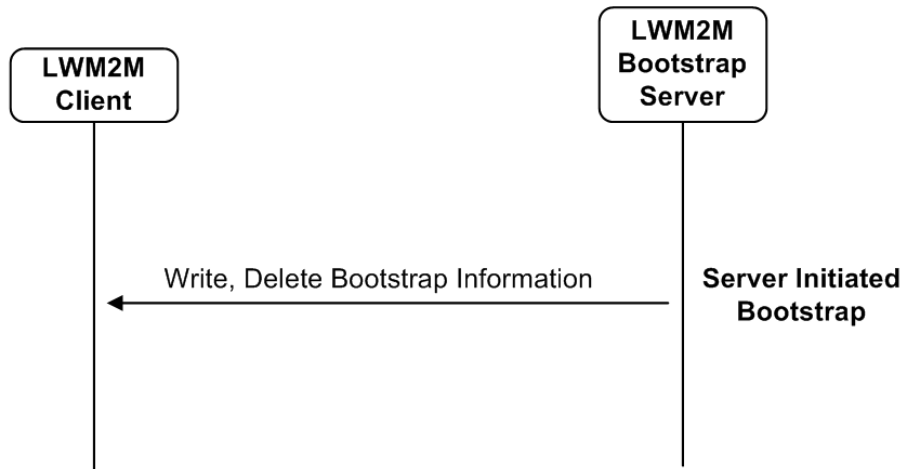 LWM2M
Client
LWM2M
Bootstrap
Server
Write, Delete Bootstrap Information
Server Initiated
Bootstrap